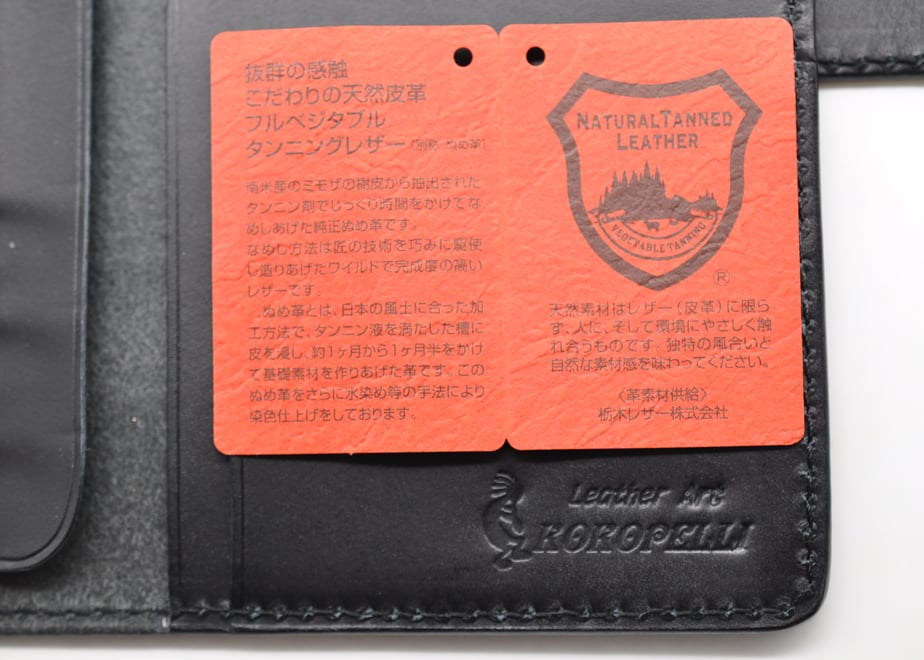 抜群の感触
こだわりの天然皮革
フルベジタブル
タンニングレザー（別称 ぬめ革）
南米産のミモザの樹皮から抽出された
タンニン剤でじっくり時間をかけてな
めしあげた純正ぬめ革です。
なめし方法は匠の技術を巧みに駆使
し造りあげたワイルドで完成度の高い
レザーです。
ぬめ革とは、日本の風土に合った加
工方法で、タンニン液を満たした槽に
皮を浸し、約1ヶ月から1ヶ月半をかけ
て基礎素材を作りあげた革です。この
ぬめ革をさらに水染め等の手法により
染色仕上げをしております。
NATURAL TANNED
LEATHER
VEGETABLE TANNING
®
天然素材はレザー（皮革）に限ら
ず、人に、そして環境にやさしく触
れ合うものです。独特の風合いと
自然な素材感を味わってください。
〈革素材供給〉
栃木レザー株式会社
Leather Art
KOKOPELLI